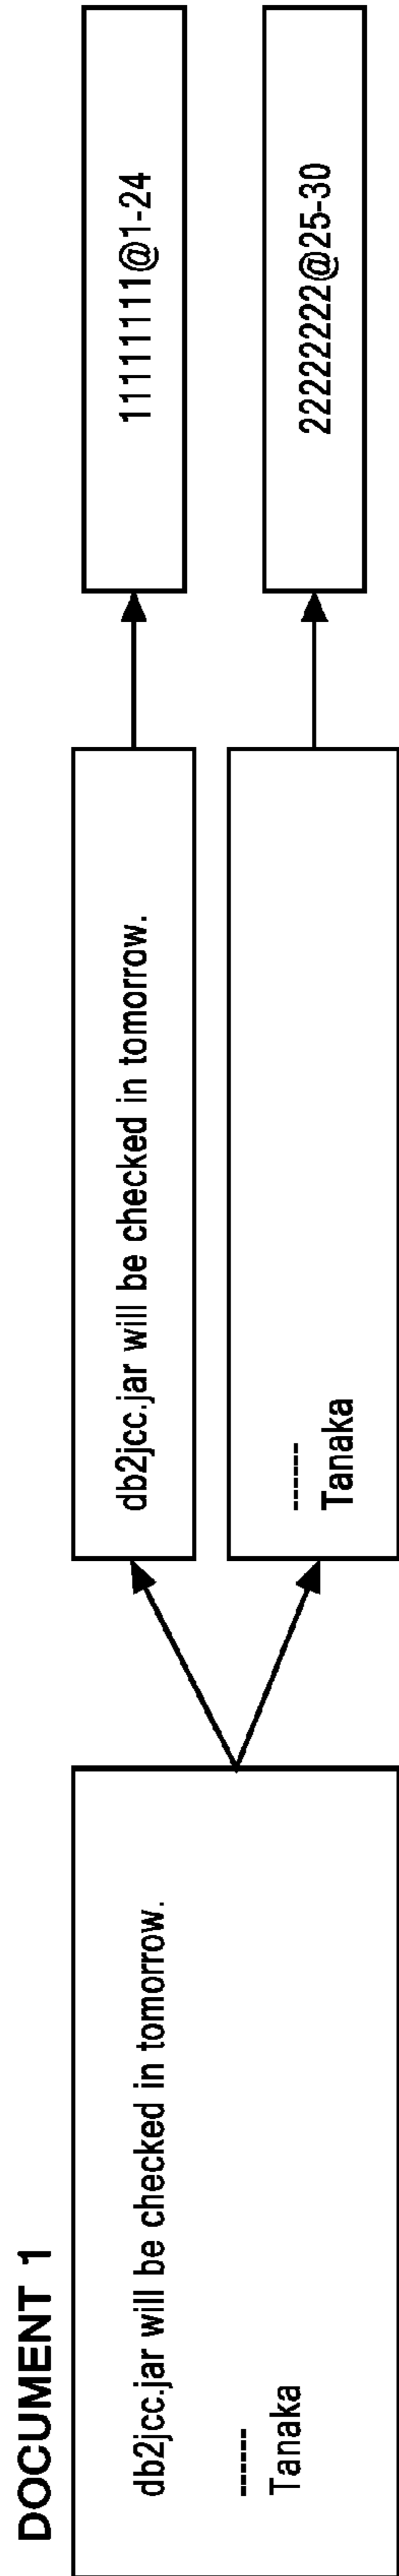 DOCUMENT 1
db2jcc.jar will be checked in tomorrow.
------
Tanaka
db2jcc.jar will be checked in tomorrow.
------
Tanaka
11111111@1-24
22222222@25-30